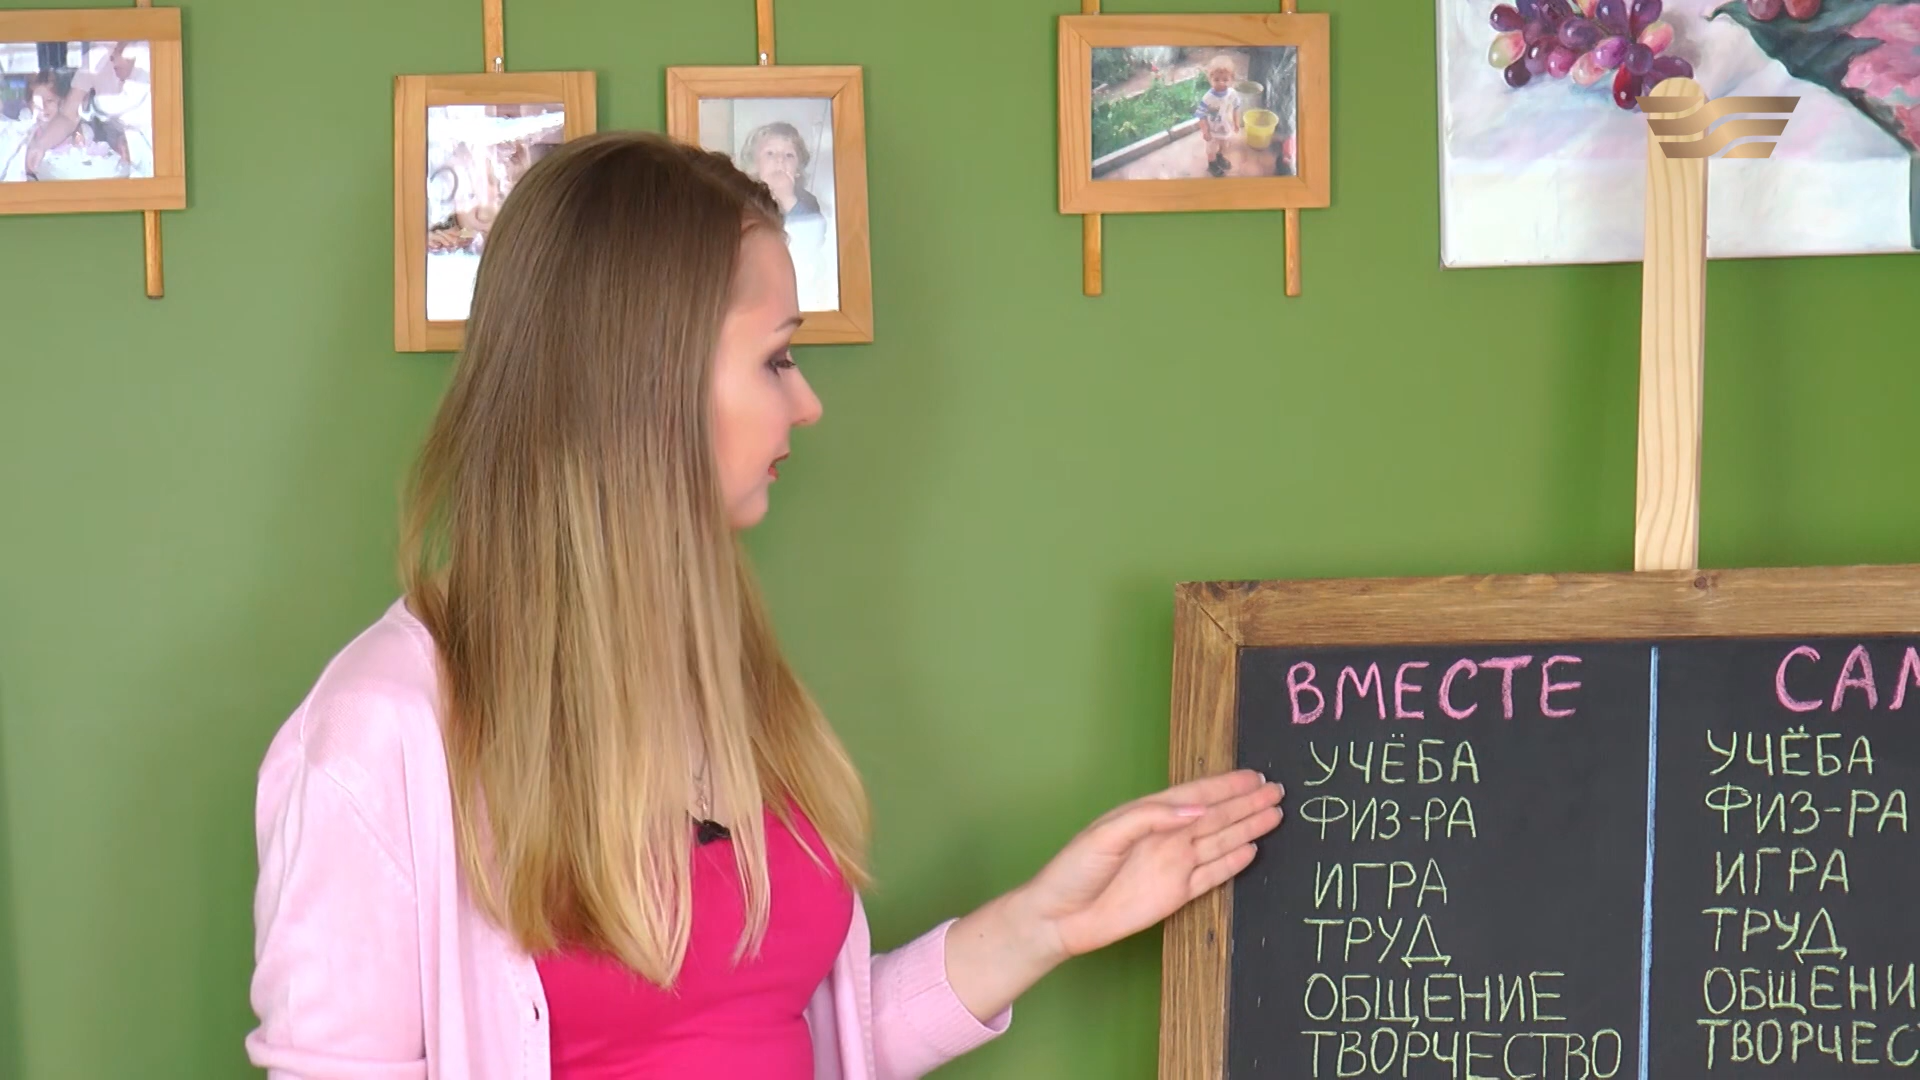 ВМЕСТЕ
УЧЁБА
ФИЗ-РА
ИГРА
ТРУД
ОБЩЕНИЕ
ТВОРЧЕСТВО
УЧЁБА
ФИЗ-РА
ИГРА
ТРУД